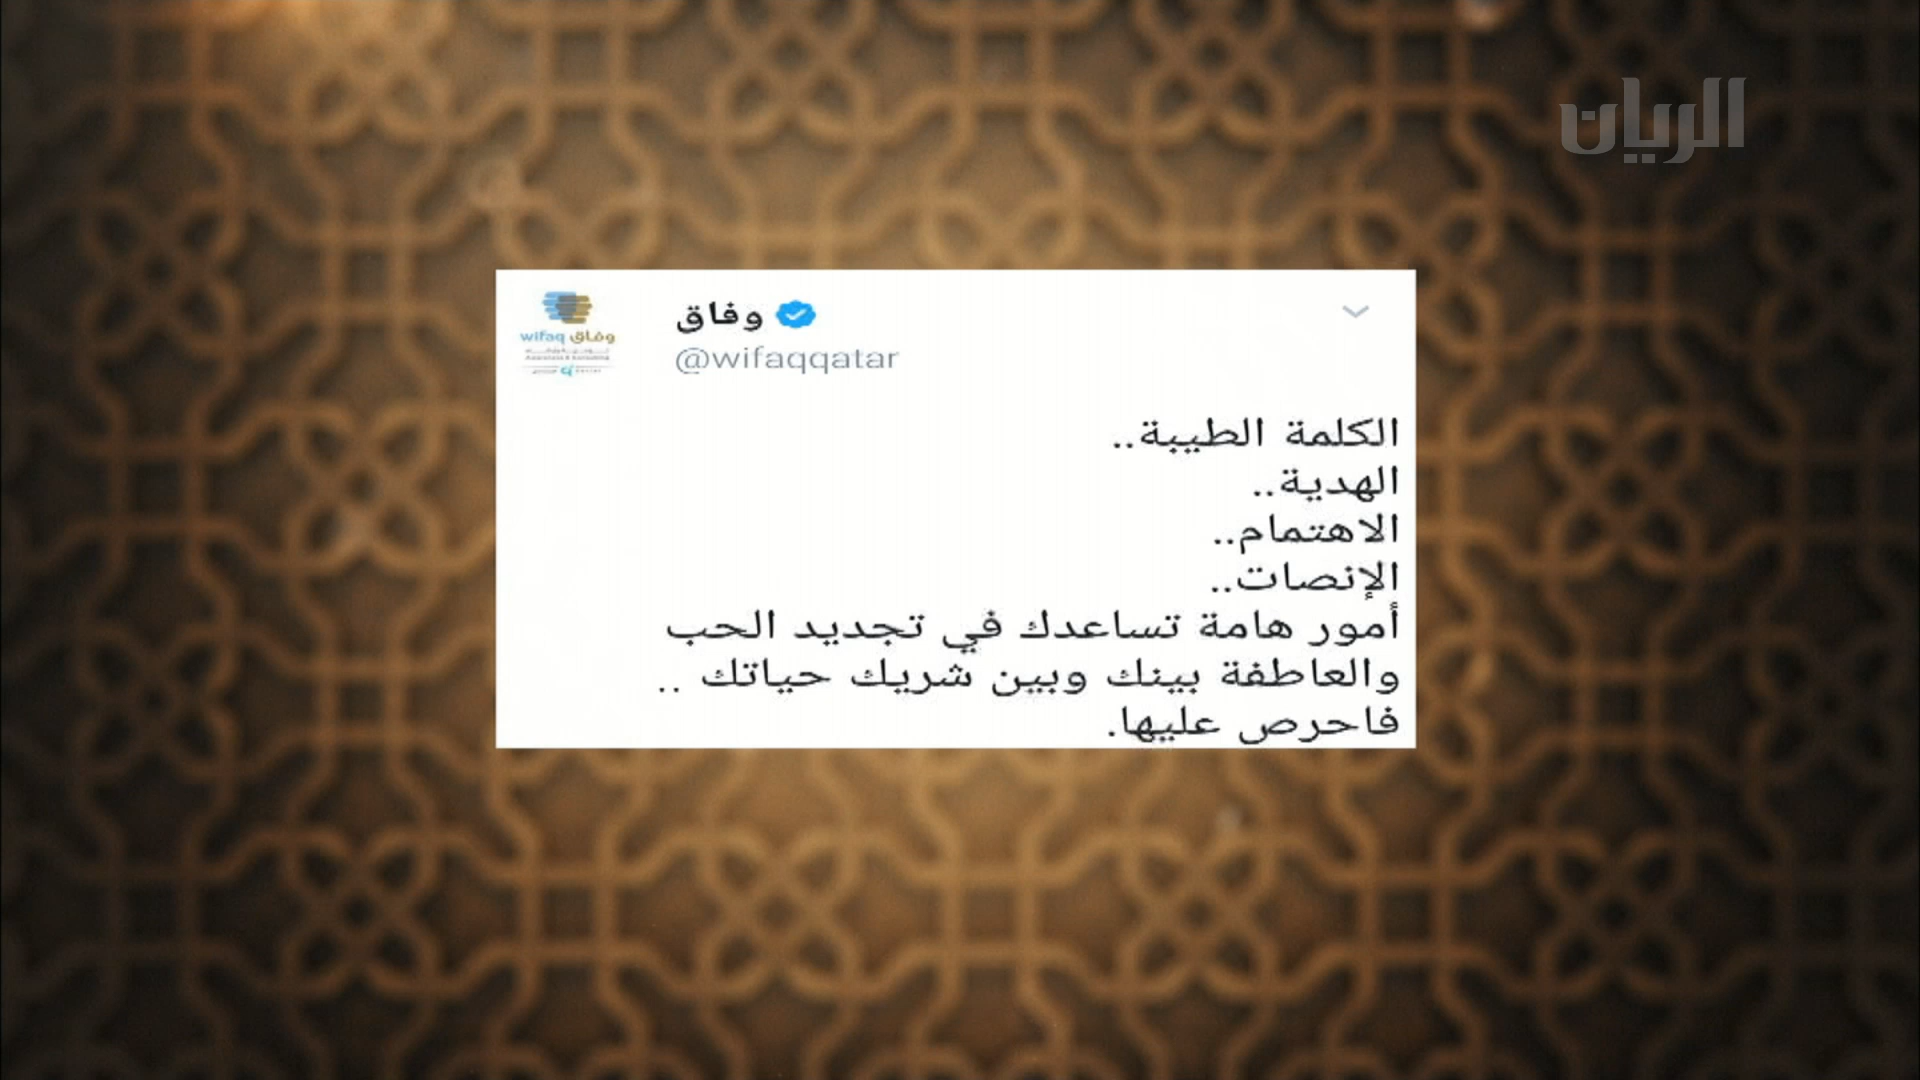 الريان
وفاق
@wifaqqatar
wifaq وفاق
الكلمة الطيبة..
الهدية..
الاهتمام..
الإنصات..
أمور هامة تساعدك في تجديد الحب
والعاطفة بينك وبين شريك حياتك ..
فاحرص عليها.